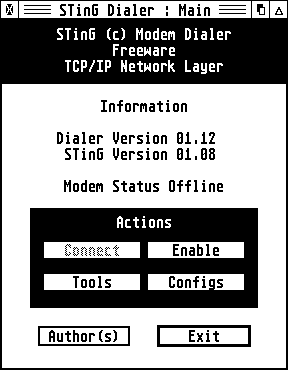 STinG Dialer : Main
STinG (c) Modem Dialer
Freeware
TCP/IP Network Layer
Information
Dialer Version 01.12
STinG Version 01.08
Modem Status Offline
Actions
Connect Enable
Tools Configs
Author(s) Exit